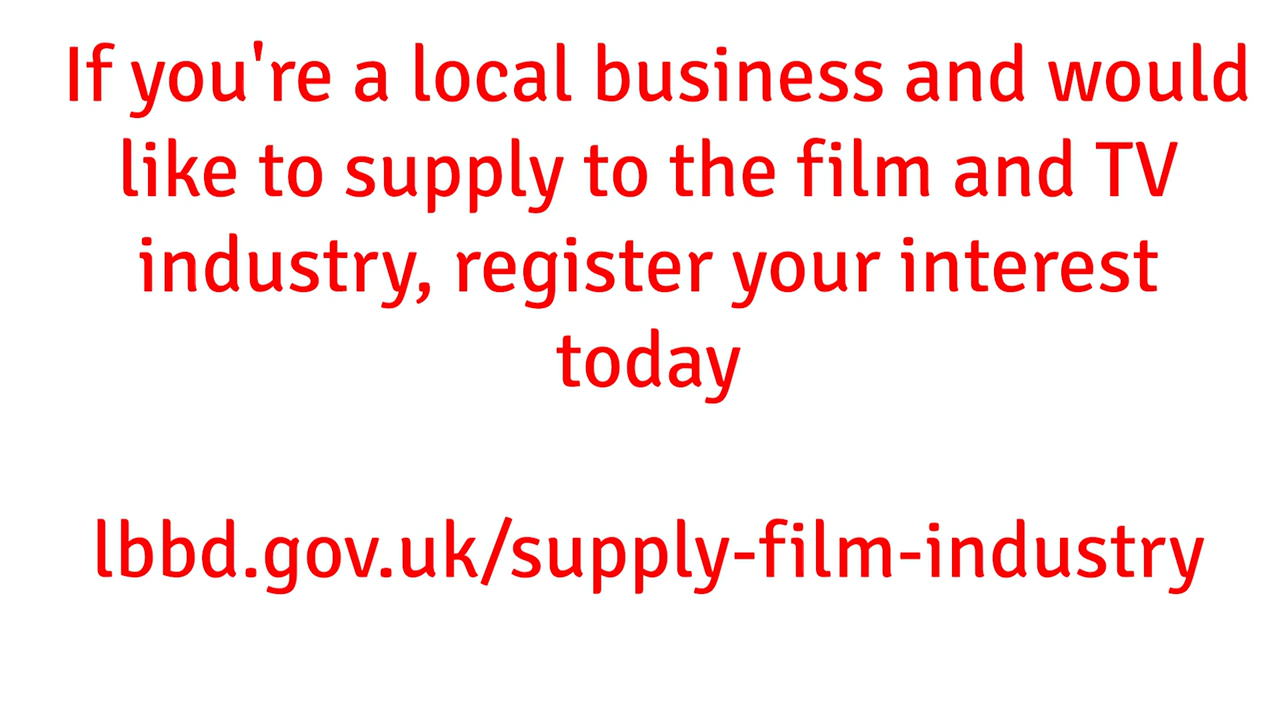 If you're a local business and would
like to supply to the film and TV
industry, register your interest
today
lbbd.gov.uk/supply-film-industry